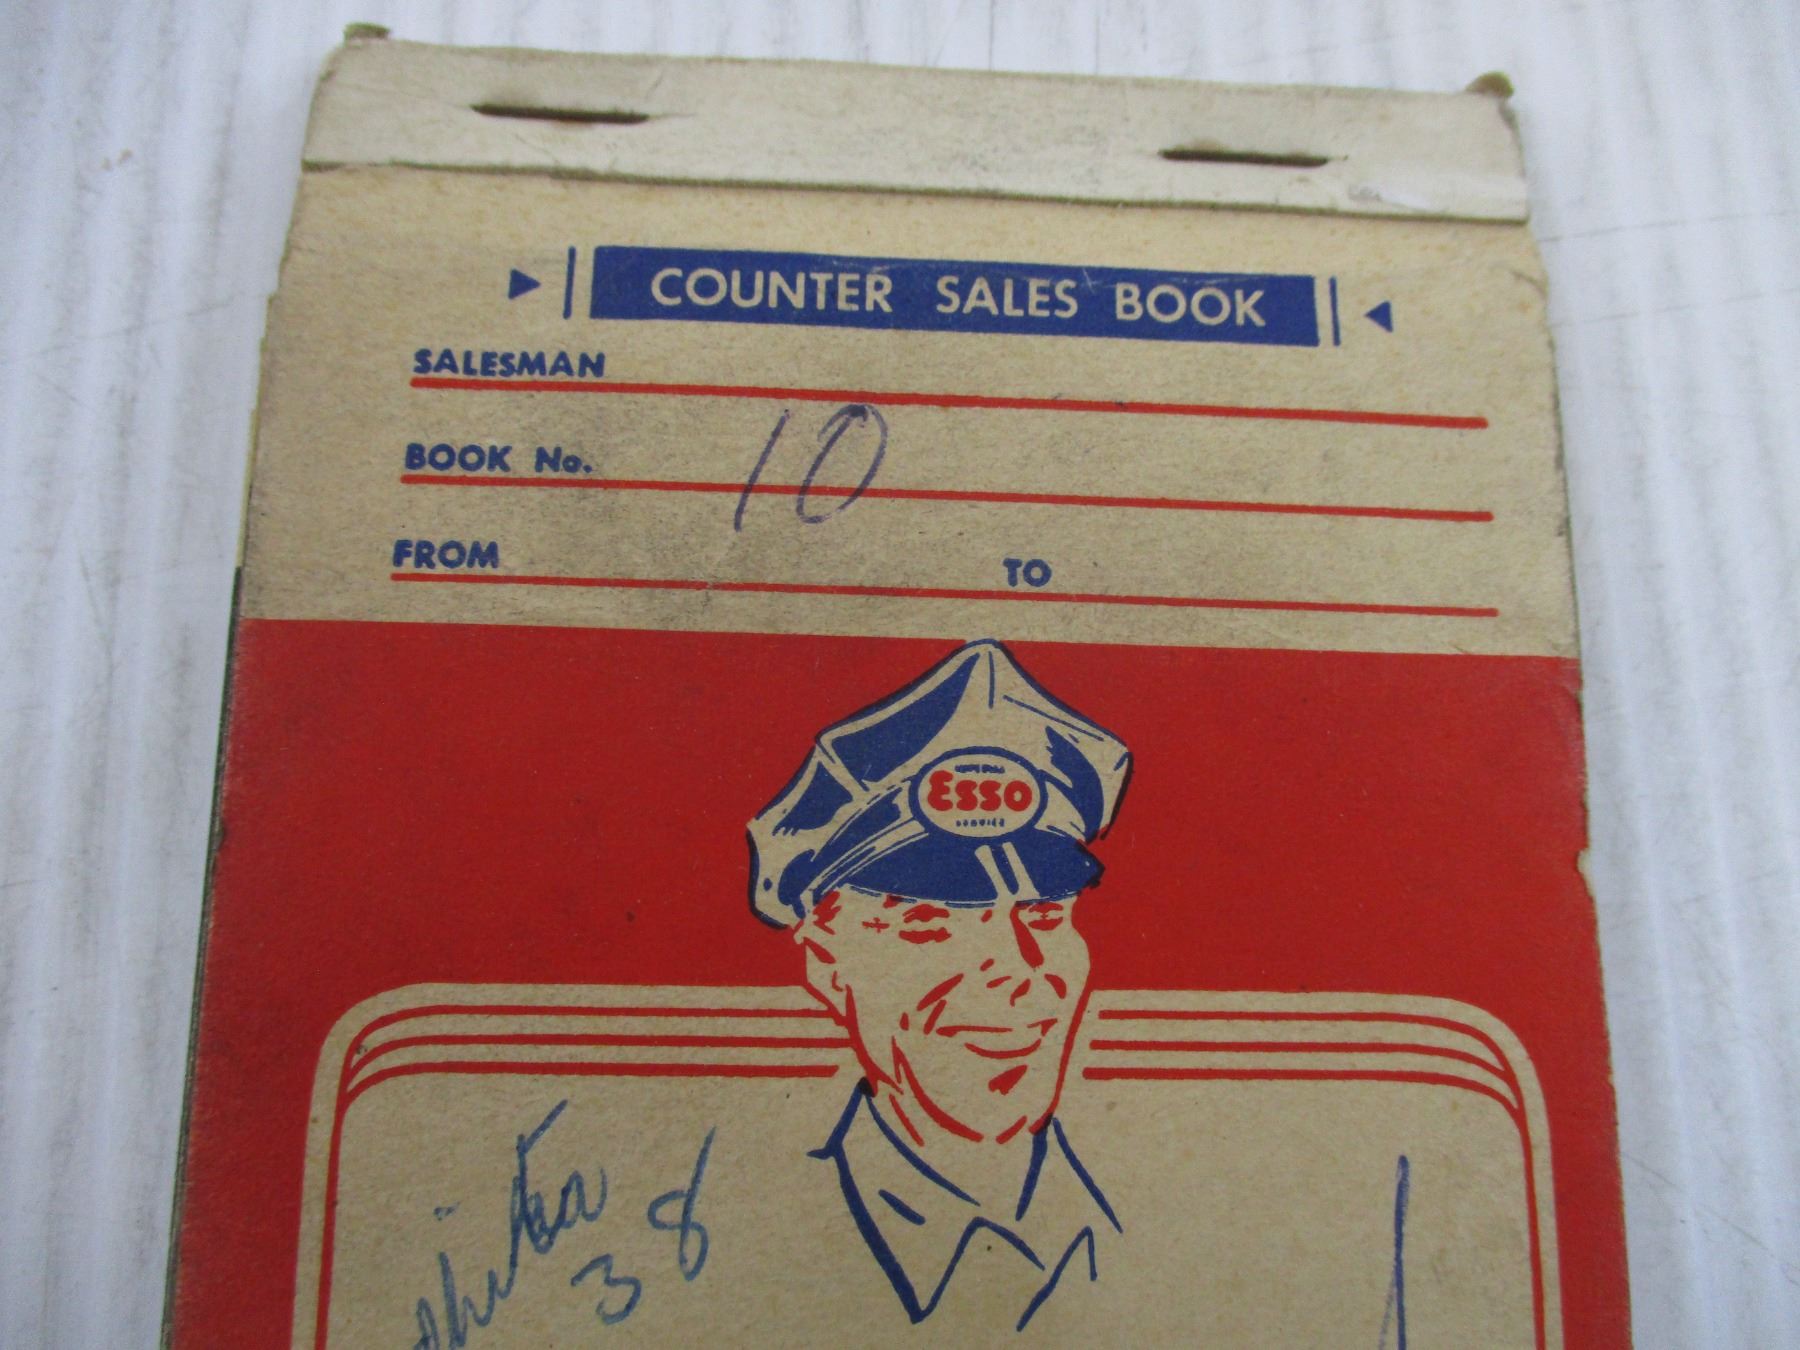 COUNTER SALES BOOK
SALESMAN
BOOK No. 10
FROM TO
Esso
38